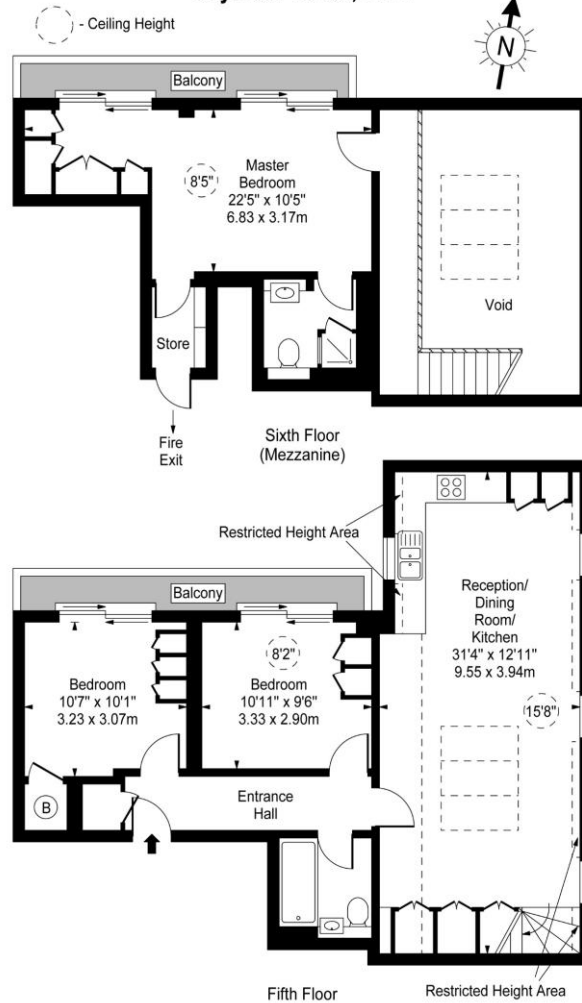 - Ceiling Height
N
Balcony
8'5"
Master
Bedroom
22'5" x 10'5"
6.83 x 3.17m
Void
Store
Fire
Exit
Sixth Floor
(Mezzanine)
Restricted Height Area
Balcony
Reception/
Dining
Room/
Kitchen
31'4" x 12'11"
9.55 x 3.94m
15'8"
Bedroom
10'7" x 10'1"
3.23 x 3.07m
8'2"
Bedroom
10'11" x 9'6"
3.33 x 2.90m
B
Entrance
Hall
Fifth Floor
Restricted Height Area